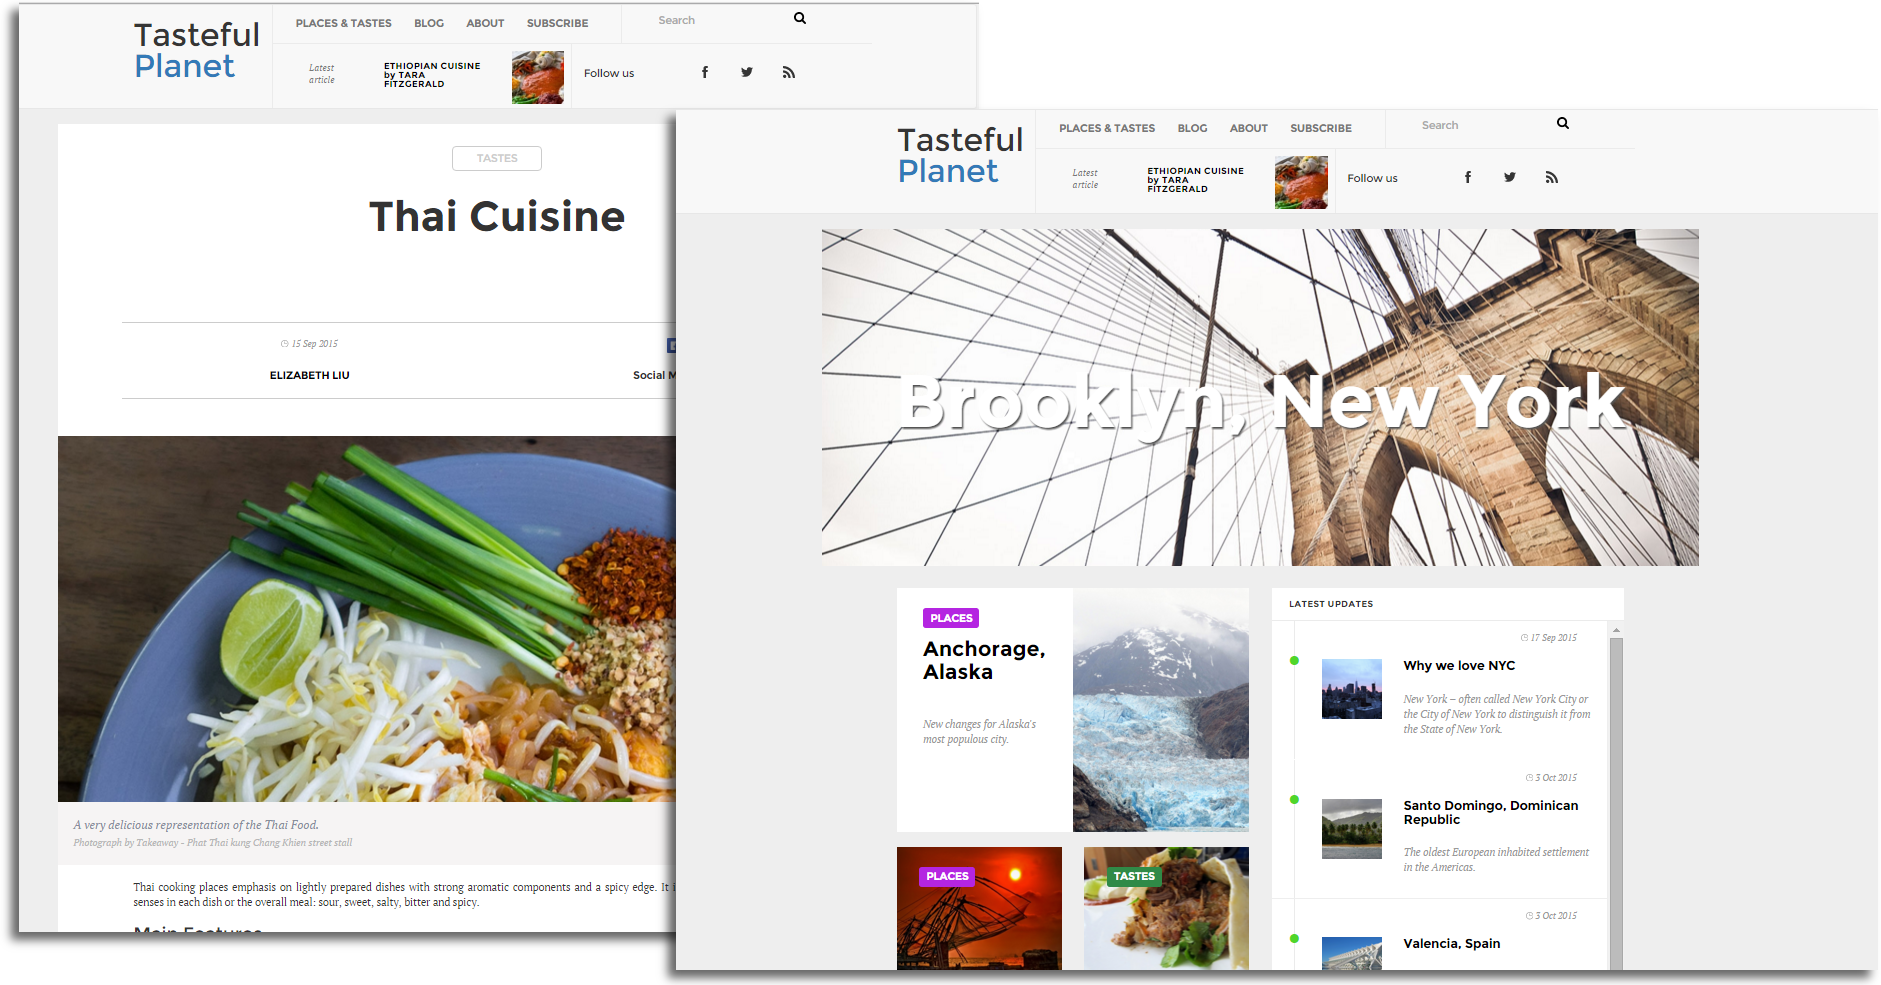 Tasteful
Planet
PLACES & TASTES BLOG ABOUT SUBSCRIBE
Search
Latest
article
ETHIOPIAN CUISINE
by TARA
FITZGERALD
Follow us
TASTES
Thai Cuisine
15 Sep 2015
ELIZABETH LIU
Social M
A very delicious representation of the Thai Food.
Photograph by Takeaway - Phat Thai kung Chang Khien street stall
Thai cooking places emphasis on lightly prepared dishes with strong aromatic components and a spicy edge. It i
senses in each dish or the overall meal: sour, sweet, salty, bitter and spicy.
Main Features
Tasteful
Planet
PLACES & TASTES BLOG ABOUT SUBSCRIBE
Search
Latest
article
ETHIOPIAN CUISINE
by TARA
FITZGERALD
Follow us
Brooklyn, New York
PLACES
Anchorage,
Alaska
New changes for Alaska's
most populous city.
PLACES
TASTES
LATEST UPDATES
17 Sep 2015
Why we love NYC
New York – often called New York City or
the City of New York to distinguish it from
the State of New York.
3 Oct 2015
Santo Domingo, Dominican
Republic
The oldest European inhabited settlement
in the Americas.
3 Oct 2015
Valencia, Spain